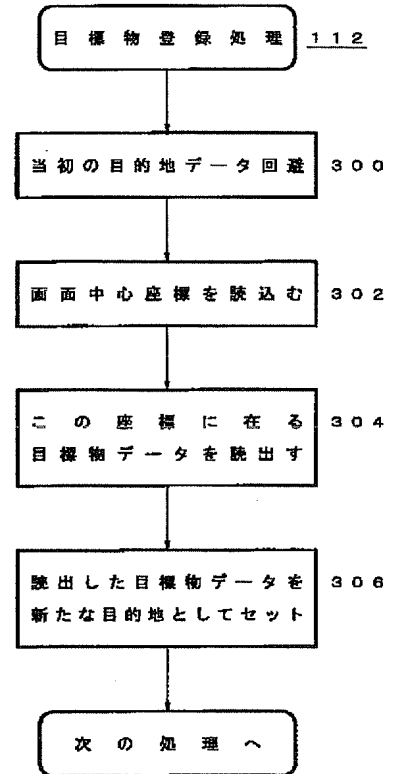 目標物登録処理 112
当初の目的地データ回避 300
画面中心座標を読込む 302
この座標に在る 304
目標物データを読出す
読出した目標物データを 306
新たな目的地としてセット
次の処理へ